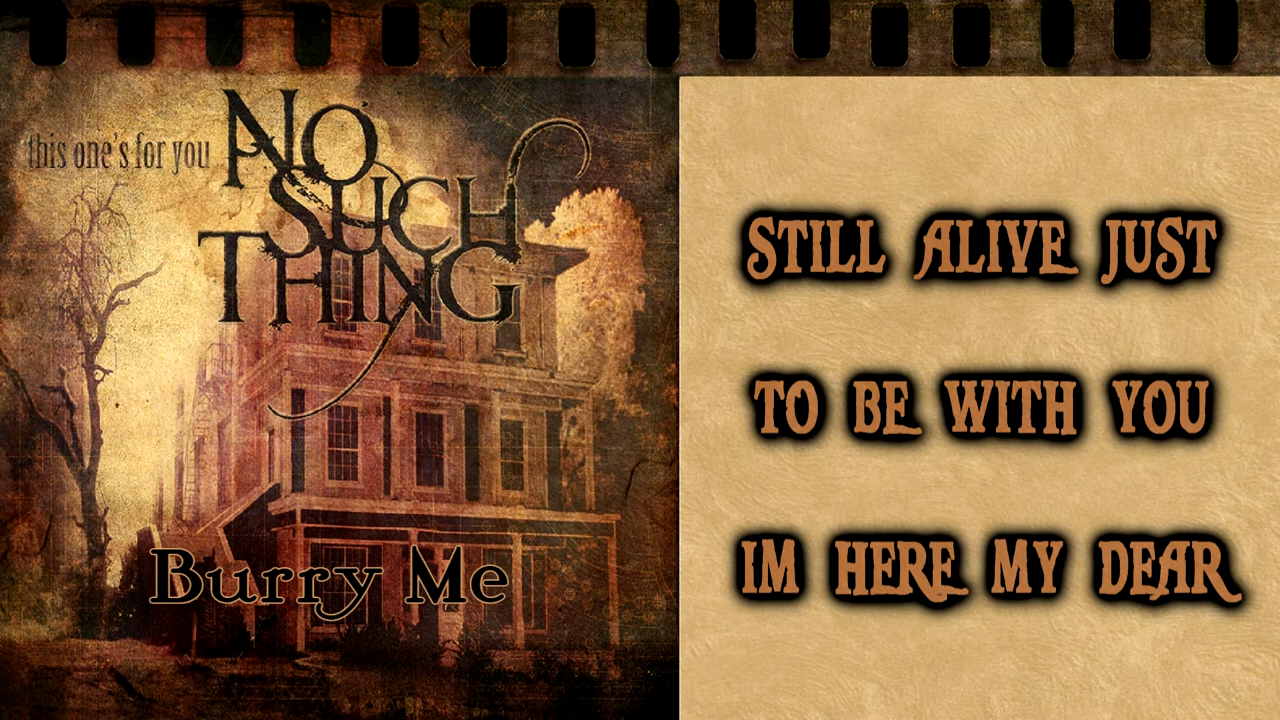 this one's for you
NO
SUCH
THING
Burry Me
STILL ALIVE JUST
TO BE WITH YOU
IM HERE MY DEAR